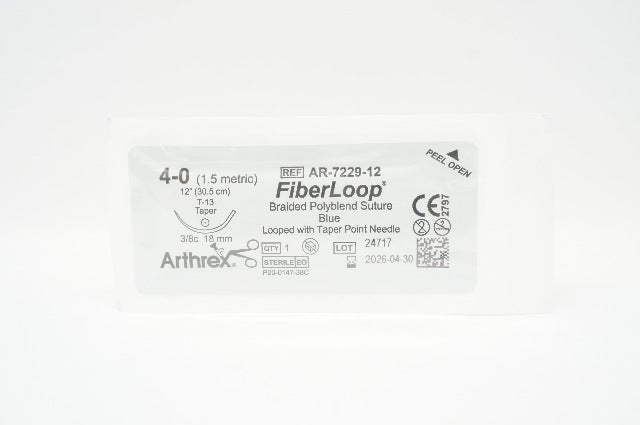 4-0 (1.5 metric)
12" (30.5 cm)
T-13
Taper
3/8c 18 mm
Arthrex®
REF AR-7229-12
FiberLoop®
Braided Polyblend Suture
Blue
Looped with Taper Point Needle
QTY 1
LOT 24717
STERILE EO
2026-04-30
P20-0147-38C
PEEL OPEN
CE 2797